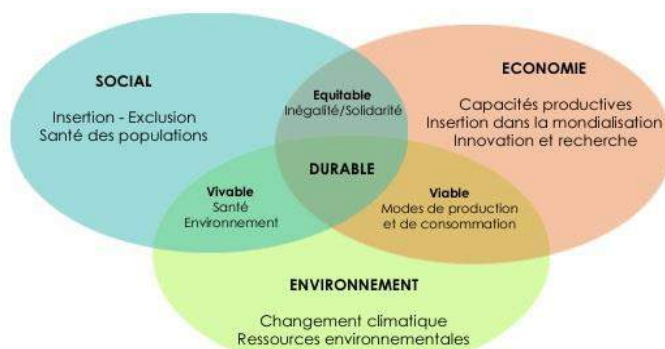 SOCIAL
Insertion - Exclusion
Santé des populations
Equitable
Inégalité/Solidarité
ECONOMIE
Capacités productives
Insertion dans la mondialisation
Innovation et recherche
DURABLE
Vivable
Santé
Environnement
Viable
Modes de production
et de consommation
ENVIRONNEMENT
Changement climatique
Ressources environnementales